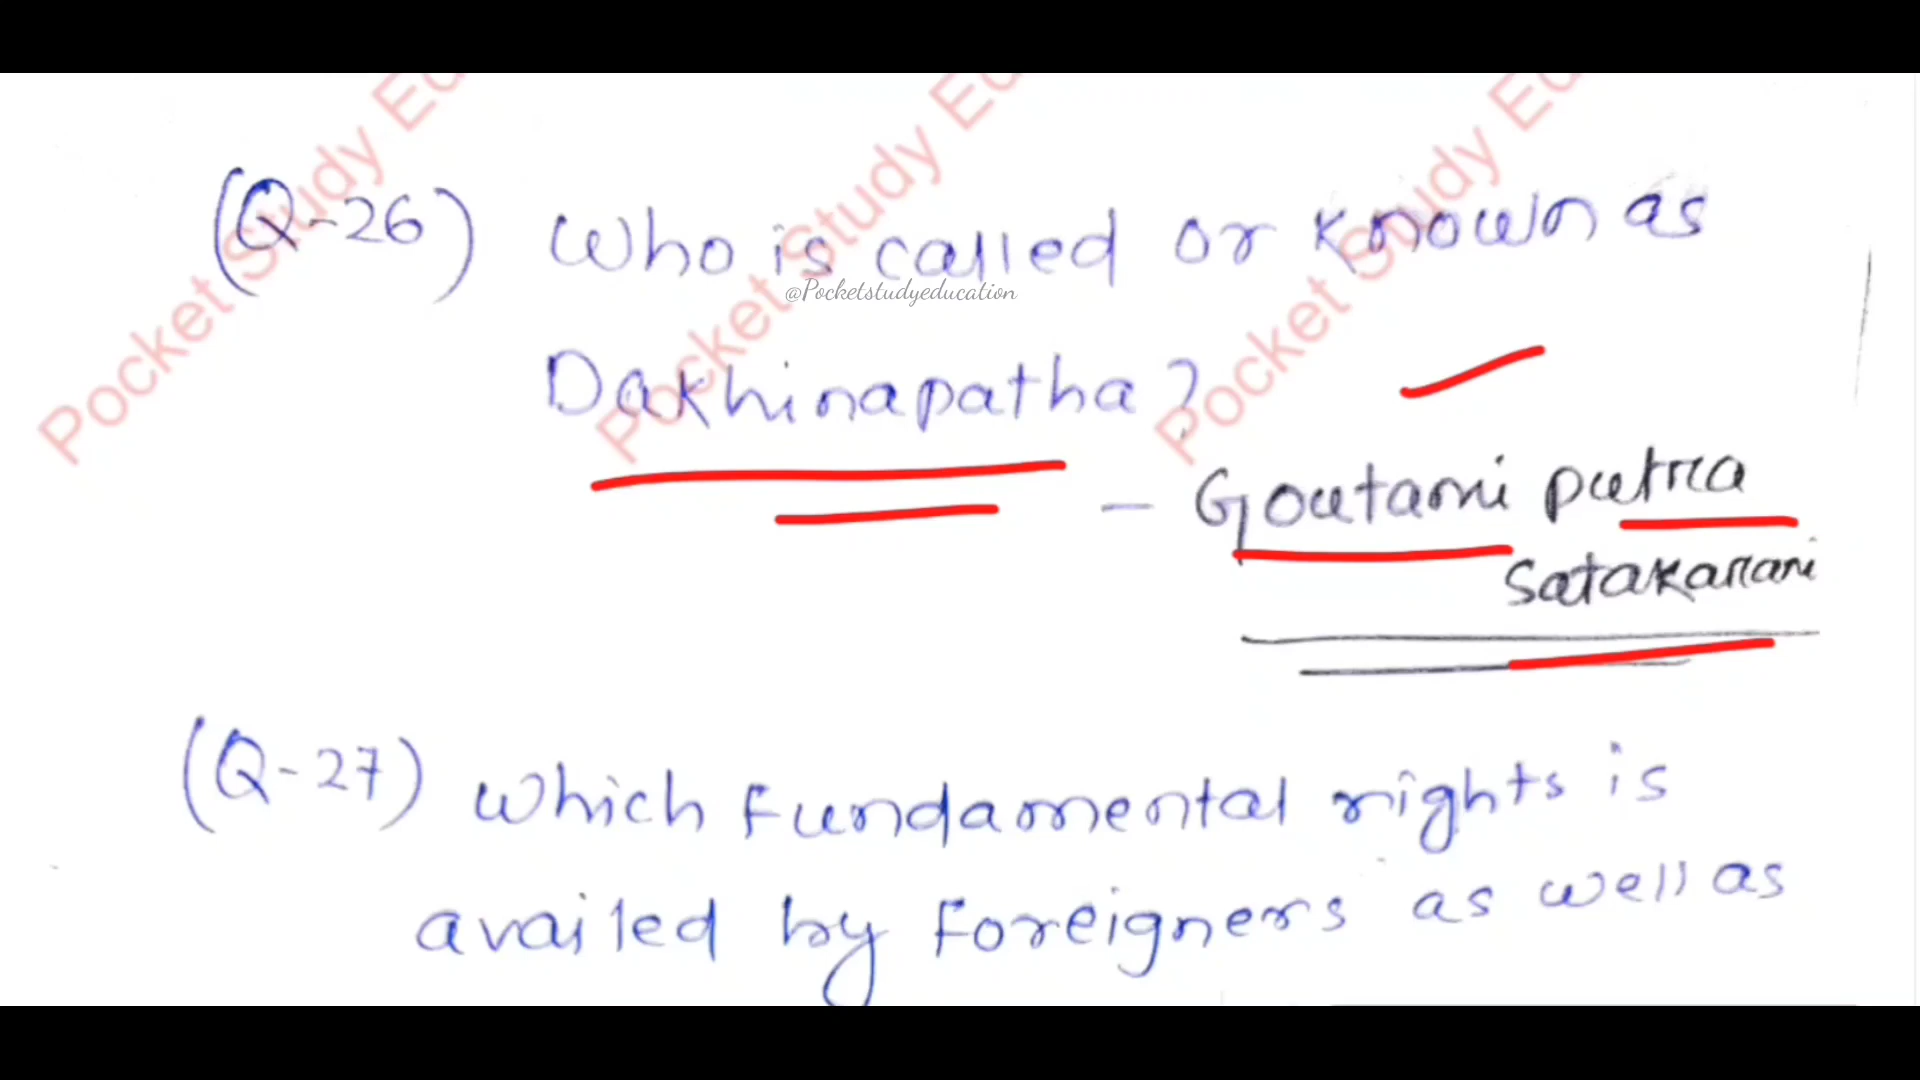 (Q-26) Who is called or known as
@Pocketstudyeducation
Dakhinapatha?
- Goutami putra
Satakarani
(Q-27) Which Fundamental rights is
availed by Foreigners as well as
Pocket Study Ed
Pocket Study Ed
Pocket Study Ed